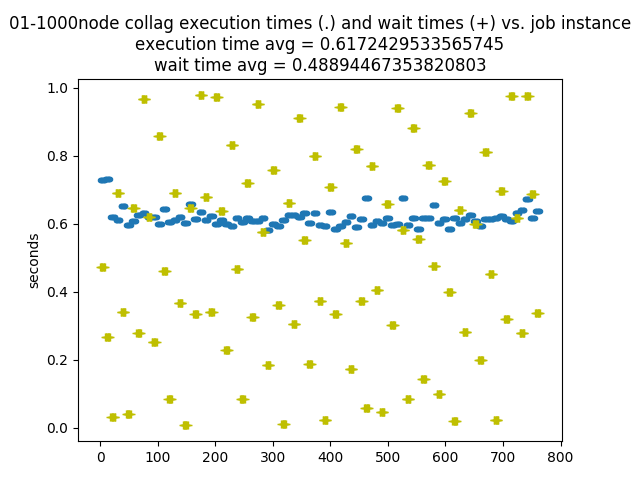 01-1000node collag execution times (.) and wait times (+) vs. job instance
execution time avg = 0.6172429533565745
wait time avg = 0.48894467353820803
1.0
0.8
0.6
0.4
0.2
0.0
seconds
0 100 200 300 400 500 600 700 800